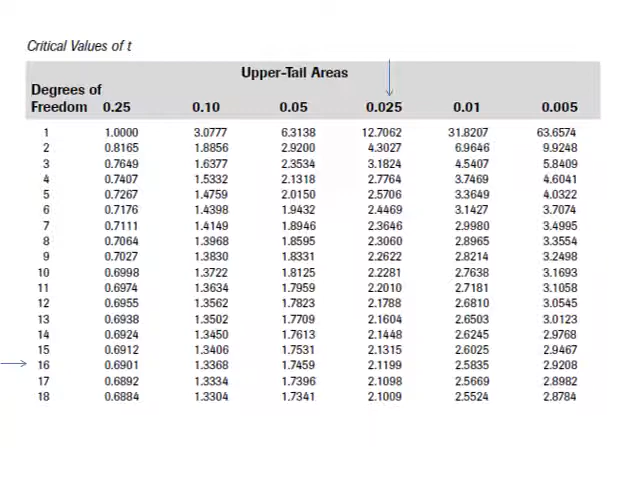 Critical Values of t
Upper-Tail Areas
Degrees of
Freedom 0.25 0.10 0.05 0.025 0.01 0.005
1 1.0000 3.0777 6.3138 12.7062 31.8207 63.6574
2 0.8165 1.8856 2.9200 4.3027 6.9646 9.9248
3 0.7649 1.6377 2.3534 3.1824 4.5407 5.8409
4 0.7407 1.5332 2.1318 2.7764 3.7469 4.6041
5 0.7267 1.4759 2.0150 2.5706 3.3649 4.0322
6 0.7176 1.4398 1.9432 2.4469 3.1427 3.7074
7 0.7111 1.4149 1.8946 2.3646 2.9980 3.4995
8 0.7064 1.3968 1.8595 2.3060 2.8965 3.3554
9 0.7027 1.3830 1.8331 2.2622 2.8214 3.2498
10 0.6998 1.3722 1.8125 2.2281 2.7638 3.1693
11 0.6974 1.3634 1.7959 2.2010 2.7181 3.1058
12 0.6955 1.3562 1.7823 2.1788 2.6810 3.0545
13 0.6938 1.3502 1.7709 2.1604 2.6503 3.0123
14 0.6924 1.3450 1.7613 2.1448 2.6245 2.9768
15 0.6912 1.3406 1.7531 2.1315 2.6025 2.9467
16 0.6901 1.3368 1.7459 2.1199 2.5835 2.9208
17 0.6892 1.3334 1.7396 2.1098 2.5669 2.8982
18 0.6884 1.3304 1.7341 2.1009 2.5524 2.8784